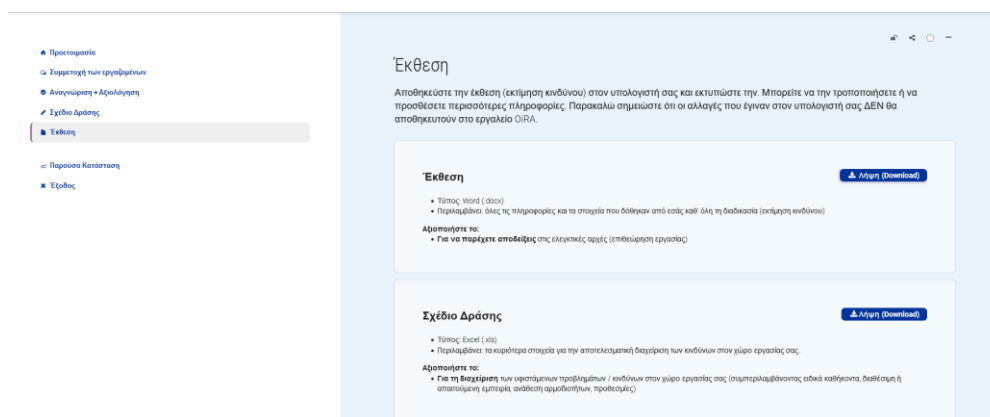 Προετοιμασία
Συμμετοχή των εργαζομένων
Αναγνώριση + Αξιολόγηση
Σχέδιο Δράσης
Έκθεση
Παρούσα Κατάσταση
Έξοδος
Έκθεση
Αποθηκεύστε την έκθεση (εκτίμηση κινδύνου) στον υπολογιστή σας και εκτυπώστε την. Μπορείτε να την τροποποιήσετε ή να
προσθέσετε περισσότερες πληροφορίες. Παρακαλώ σημειώστε ότι οι αλλαγές που έγιναν στον υπολογιστή σας ΔΕΝ θα
αποθηκευτούν στο εργαλείο OiRA.
Έκθεση
Λήψη (Download)
Τύπος: Word (.docx)
Περιλαμβάνει: όλες τις πληροφορίες και τα στοιχεία που δόθηκαν από εσάς καθ' όλη τη διαδικασία (εκτίμηση κινδύνου)
Αξιοποιήστε το:
Για να παρέχετε αποδείξεις στις ελεγκτικές αρχές (επιθεώρηση εργασίας)
Σχέδιο Δράσης
Λήψη (Download)
Τύπος: Excel (.xls)
Περιλαμβάνει: τα κυριότερα στοιχεία για την αποτελεσματική διαχείριση των κινδύνων στον χώρο εργασίας σας.
Αξιοποιήστε το:
Για τη διαχείριση των υφιστάμενων προβλημάτων / κινδύνων στον χώρο εργασίας σας (συμπεριλαμβάνοντας ειδικά καθήκοντα, διαθέσιμη ή
απαιτούμενη εμπειρία, ανάθεση αρμοδιοτήτων, προθεσμίες)